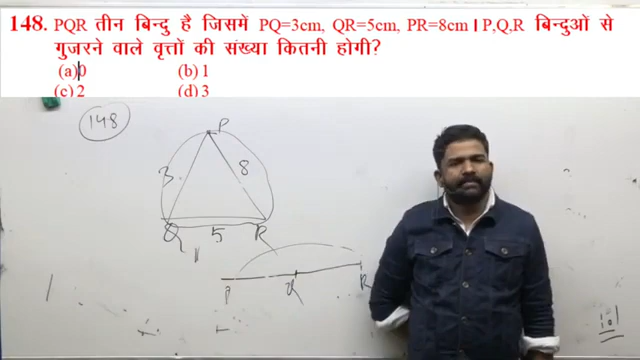 148. PQR तीन बिन्दु है जिसमें PQ=3cm, QR=5cm, PR=8cm । P,Q,R बिन्दुओं से
गुजरने वाले वृत्तों की संख्या कितनी होगी?
(a) 0 (b) 1
(c) 2 (d) 3
148
P
3 8
Q 5 R
P Q R